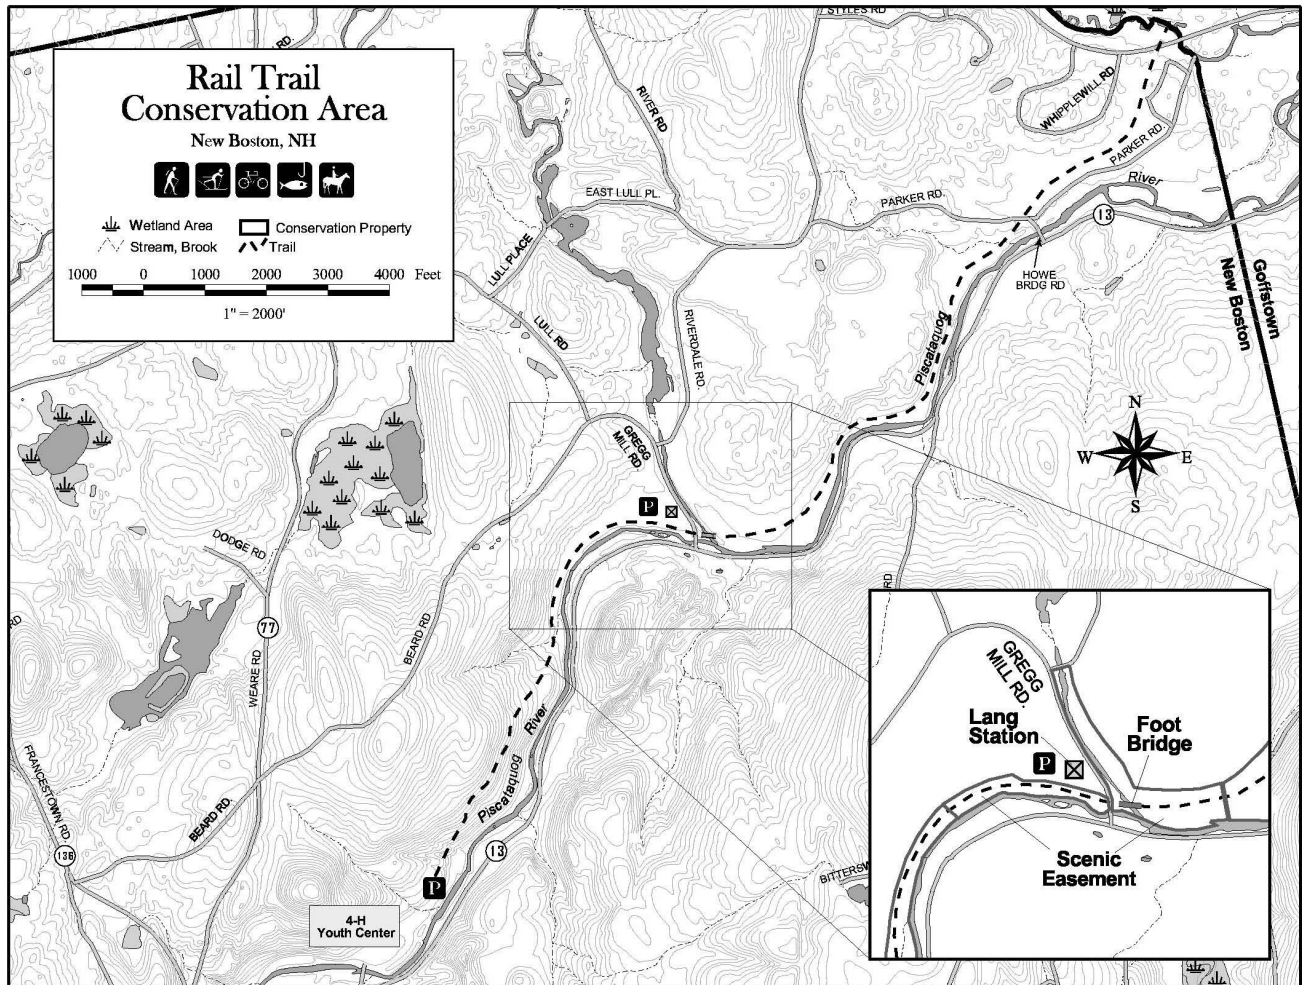 STYLES RD
RD.
Rail Trail
Conservation Area
New Boston, NH
Wetland Area
Conservation Property
Stream, Brook
Trail
1000 0 1000 2000 3000 4000 Feet
1" = 2000'
RIVER RD
WHIPPLEWILL RD
PARKER RD.
River
EAST LULL PL.
PARKER RD.
13
LULL PLACE
HOWE
BRDG RD
Goffstown
New Boston
LULL RD
RIVERDALE RD.
Piscataquog
N
W E
S
GREGG
MILL RD.
P
DODGE RD
RD
RD
77
WEARE RD
BEARD RD
River
Piscataquog
FRANCESTOWN RD.
BEARD RD.
136
13
P
BITTERSW
4-H
Youth Center
GREGG
MILL RD.
Lang
Station
Foot
Bridge
P
Scenic
Easement